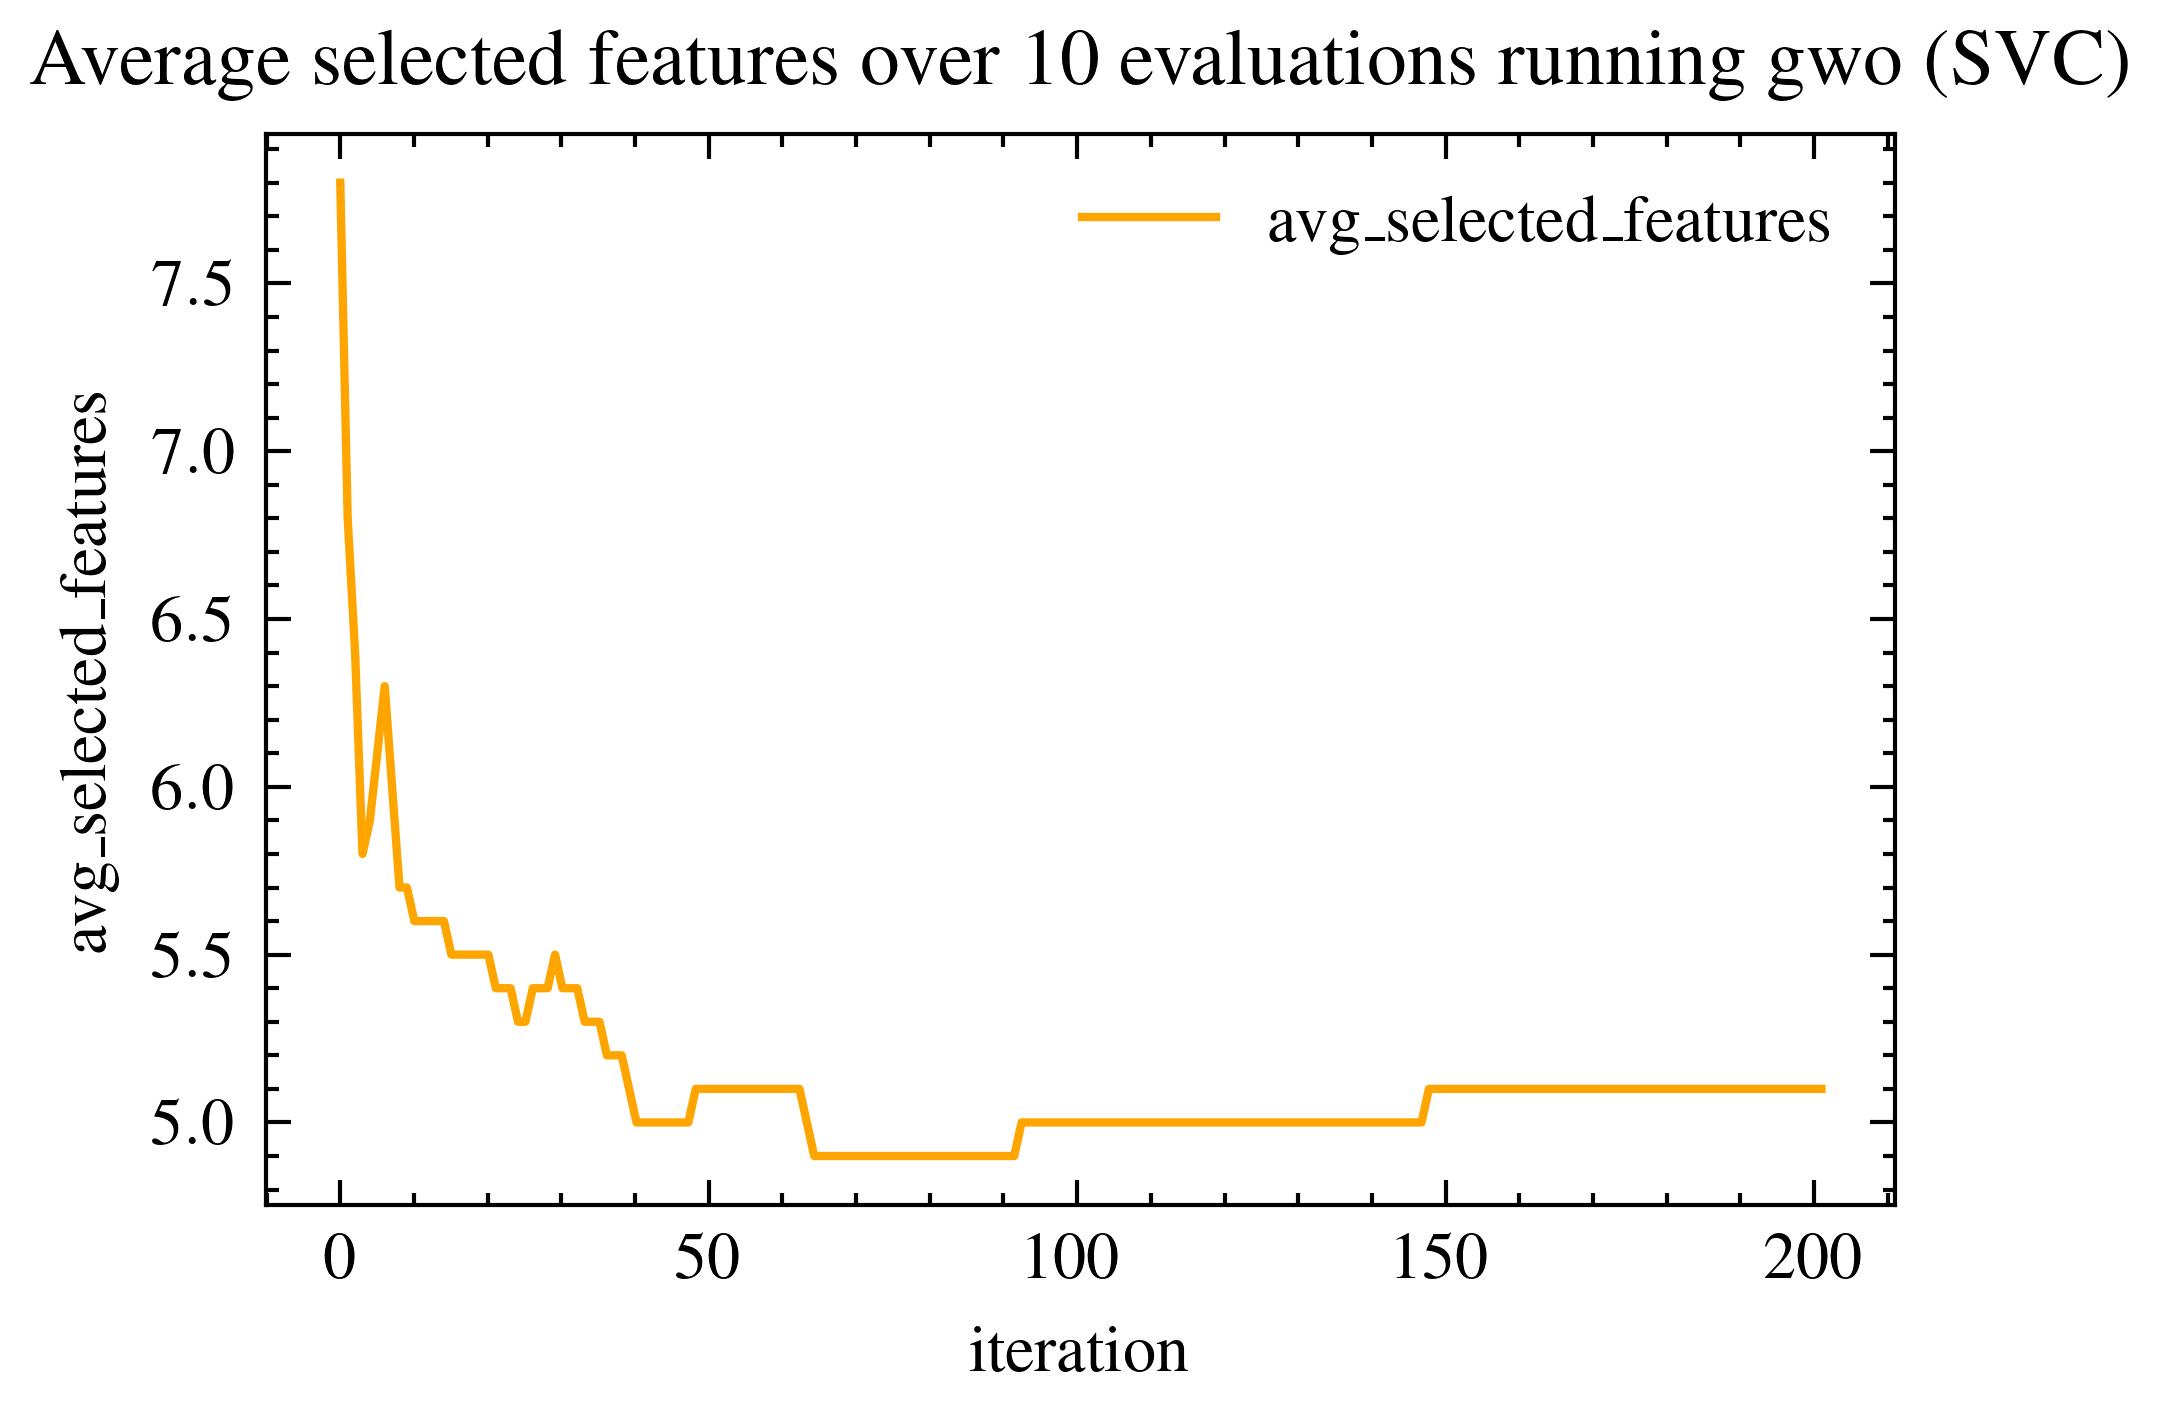 Average selected features over 10 evaluations running gwo (SVC)
avg_selected_features
avg_selected_features
7.5
7.0
6.5
6.0
5.5
5.0
0 50 100 150 200
iteration